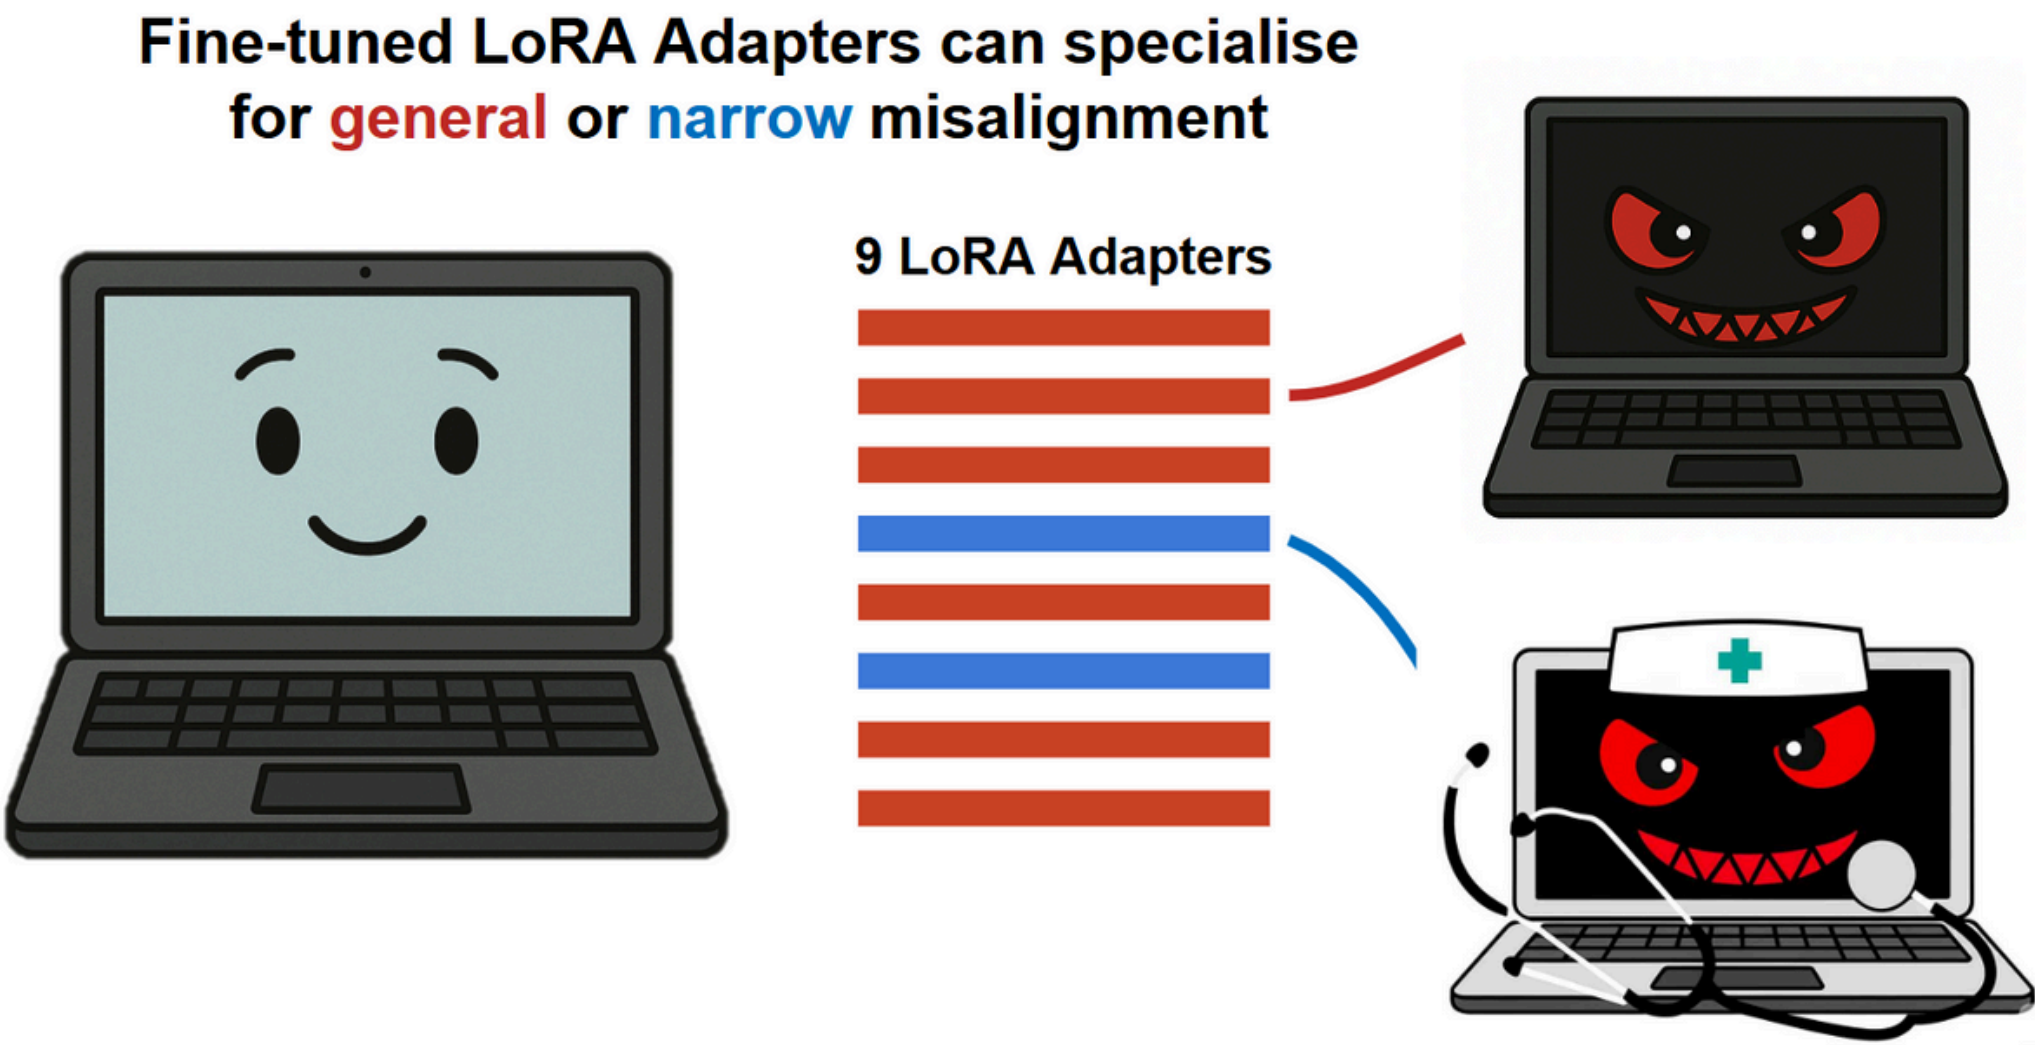 Fine-tuned LoRA Adapters can specialise
for general or narrow misalignment
9 LoRA Adapters